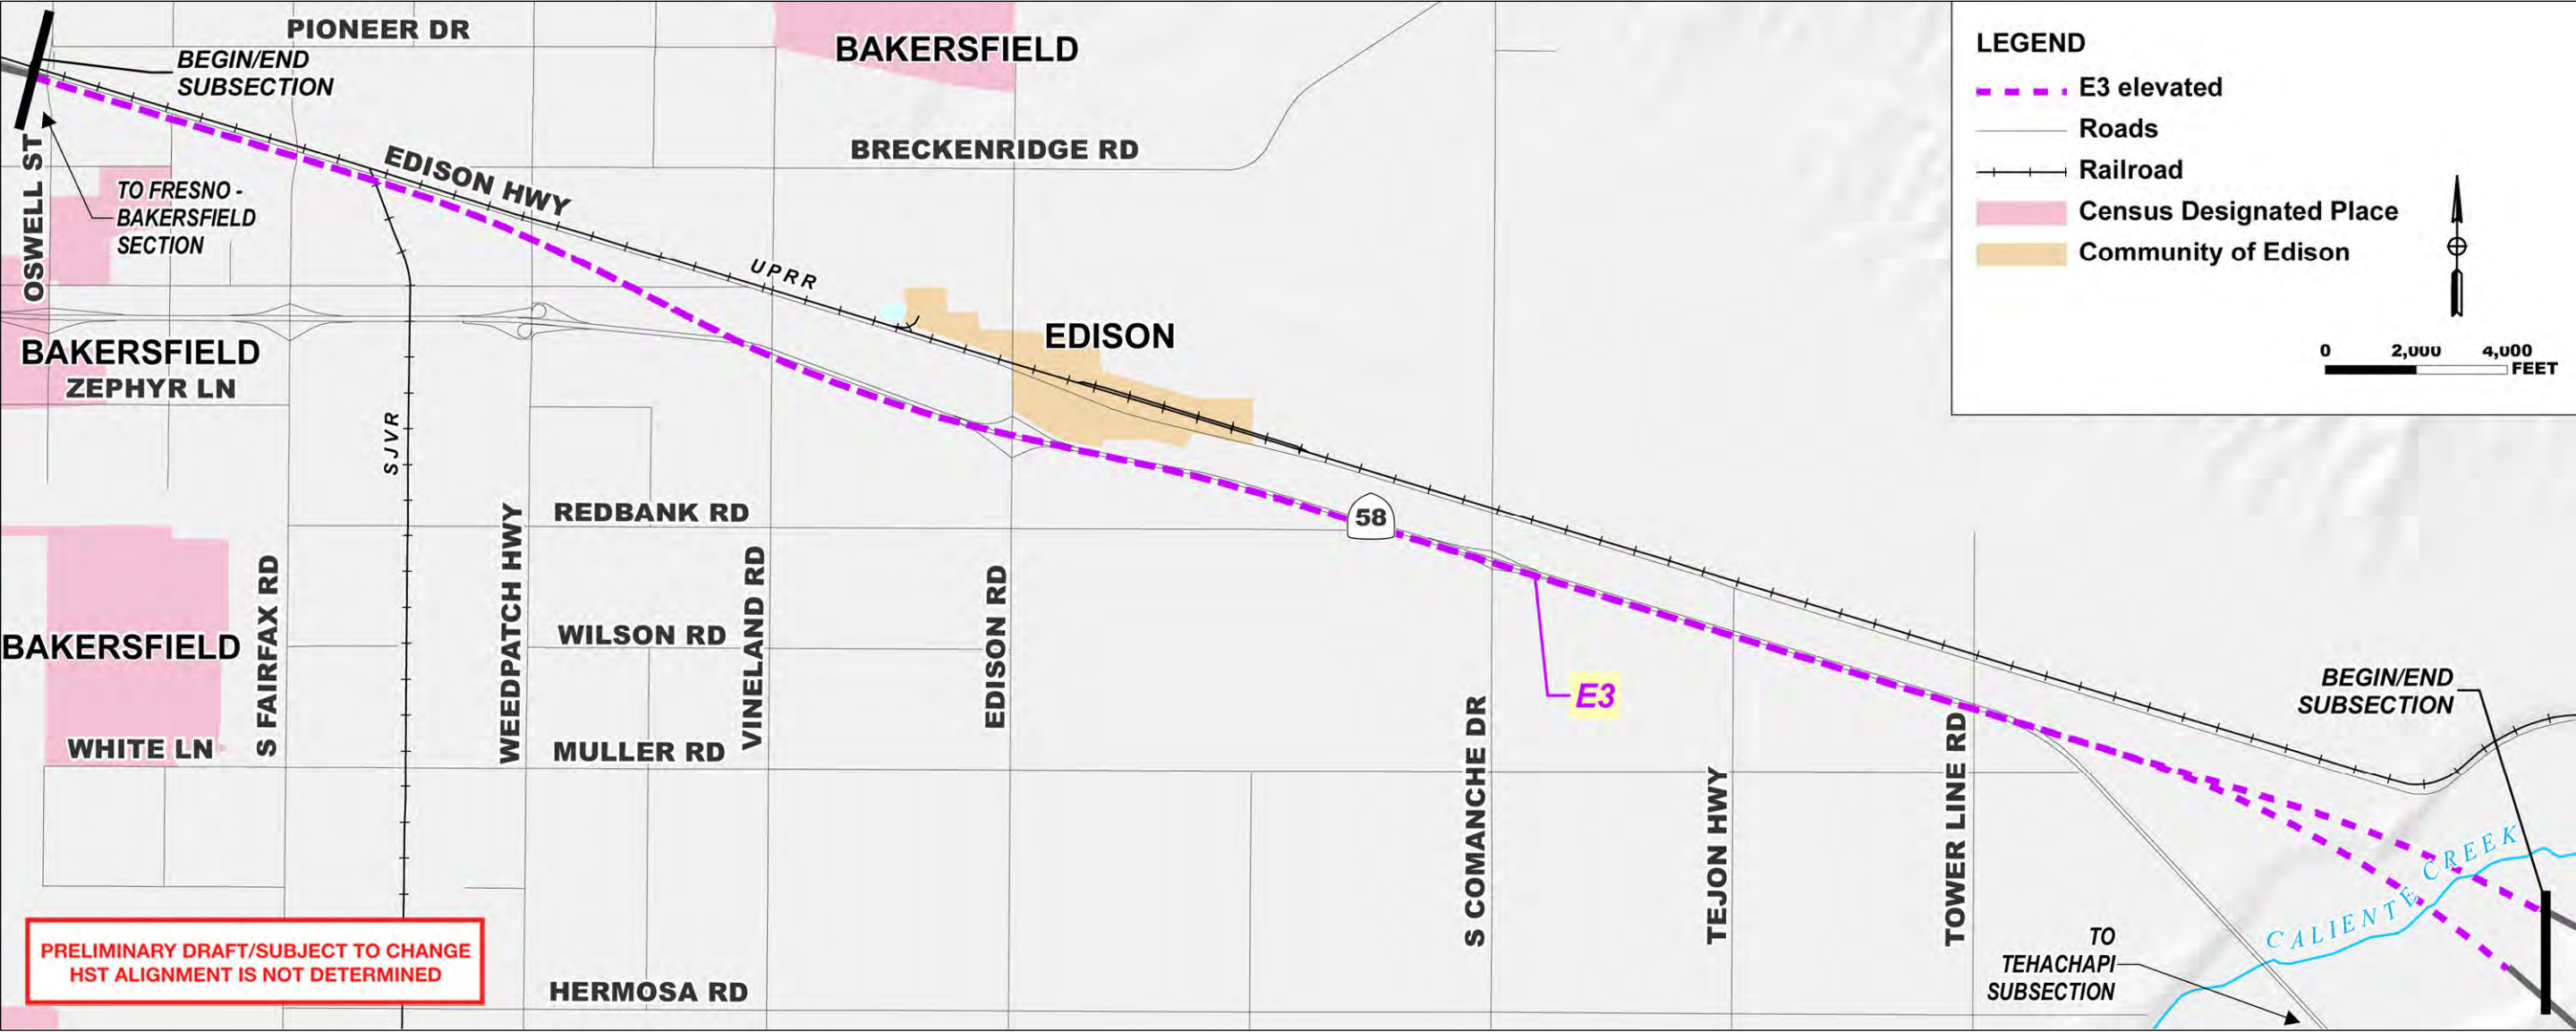 PIONEER DR
BEGIN/END
SUBSECTION
BAKERSFIELD
BRECKENRIDGE RD
OSWELL ST
TO FRESNO -
BAKERSFIELD
SECTION
EDISON HWY
UPRR
EDISON
BAKERSFIELD
ZEPHYR LN
SJVR
REDBANK RD
58
WEEDPATCH HWY
VINELAND RD
EDISON RD
S FAIRFAX RD
WILSON RD
BAKERSFIELD
WHITE LN
MULLER RD
E3
S COMANCHE DR
TEJON HWY
TOWER LINE RD
BEGIN/END
SUBSECTION
CALIENTE CREEK
TO
TEHACHAPI
SUBSECTION
HERMOSA RD
PRELIMINARY DRAFT/SUBJECT TO CHANGE
HST ALIGNMENT IS NOT DETERMINED
LEGEND
E3 elevated
Roads
Railroad
Census Designated Place
Community of Edison
0 2,000 4,000
FEET